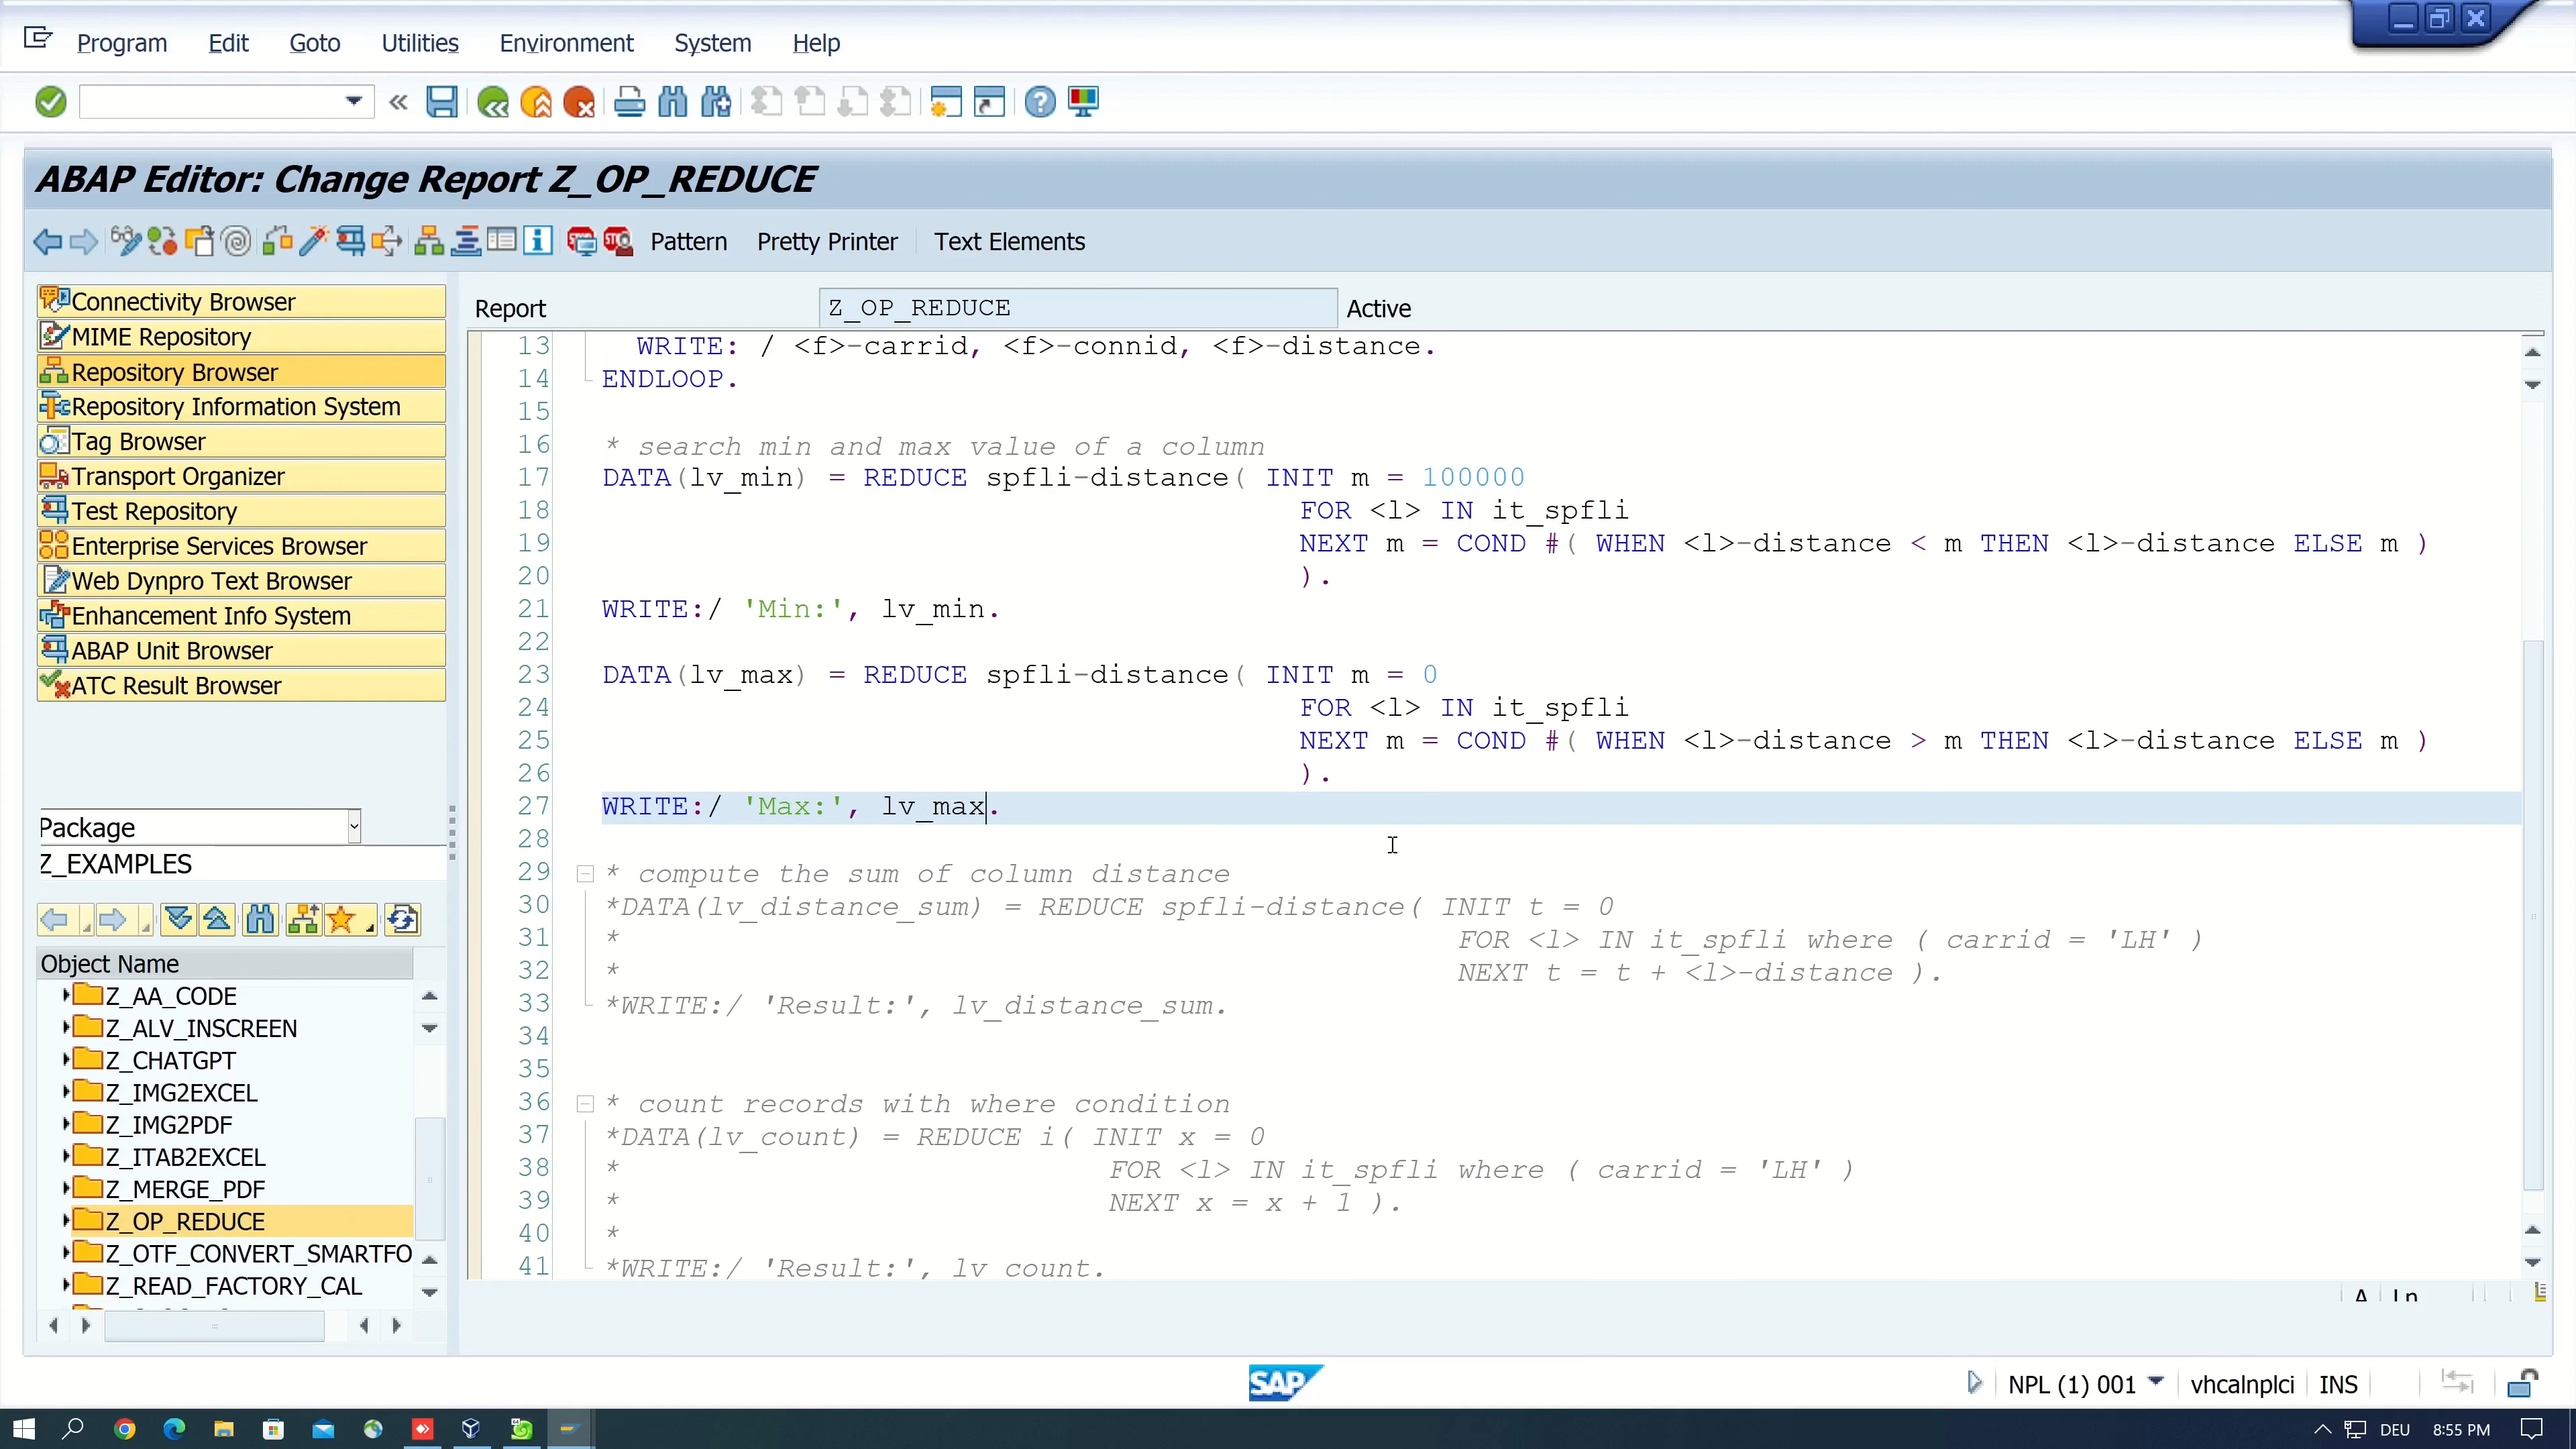 Program Edit Goto Utilities Environment System Help
ABAP Editor: Change Report Z_OP_REDUCE
Pattern Pretty Printer Text Elements
Connectivity Browser
MIME Repository
Repository Browser
Repository Information System
Tag Browser
Transport Organizer
Test Repository
Enterprise Services Browser
Web Dynpro Text Browser
Enhancement Info System
ABAP Unit Browser
ATC Result Browser
Package
Z_EXAMPLES
Object Name
Z_AA_CODE
Z_ALV_INSCREEN
Z_CHATGPT
Z_IMG2EXCEL
Z_IMG2PDF
Z_ITAB2EXCEL
Z_MERGE_PDF
Z_OP_REDUCE
Z_OTF_CONVERT_SMARTFO
Z_READ_FACTORY_CAL
Report Z_OP_REDUCE Active
13 WRITE: / <f>-carrid, <f>-connid, <f>-distance.
14 ENDLOOP.
15
16 * search min and max value of a column
17 DATA(lv_min) = REDUCE spfli-distance( INIT m = 100000
18 FOR <l> IN it_spfli
19 NEXT m = COND #( WHEN <l>-distance < m THEN <l>-distance ELSE m )
20 ).
21 WRITE:/ 'Min:', lv_min.
22
23 DATA(lv_max) = REDUCE spfli-distance( INIT m = 0
24 FOR <l> IN it_spfli
25 NEXT m = COND #( WHEN <l>-distance > m THEN <l>-distance ELSE m )
26 ).
27 WRITE:/ 'Max:', lv_max.
28
29 * compute the sum of column distance
30 *DATA(lv_distance_sum) = REDUCE spfli-distance( INIT t = 0
31 * FOR <l> IN it_spfli where ( carrid = 'LH' )
32 * NEXT t = t + <l>-distance ).
33 *WRITE:/ 'Result:', lv_distance_sum.
34
35
36 * count records with where condition
37 *DATA(lv_count) = REDUCE i( INIT x = 0
38 * FOR <l> IN it_spfli where ( carrid = 'LH' )
39 * NEXT x = x + 1 ).
40 *
41 *WRITE:/ 'Result:', lv_count.
SAP
NPL (1) 001 vhcalnplci INS
DEU 8:55 PM